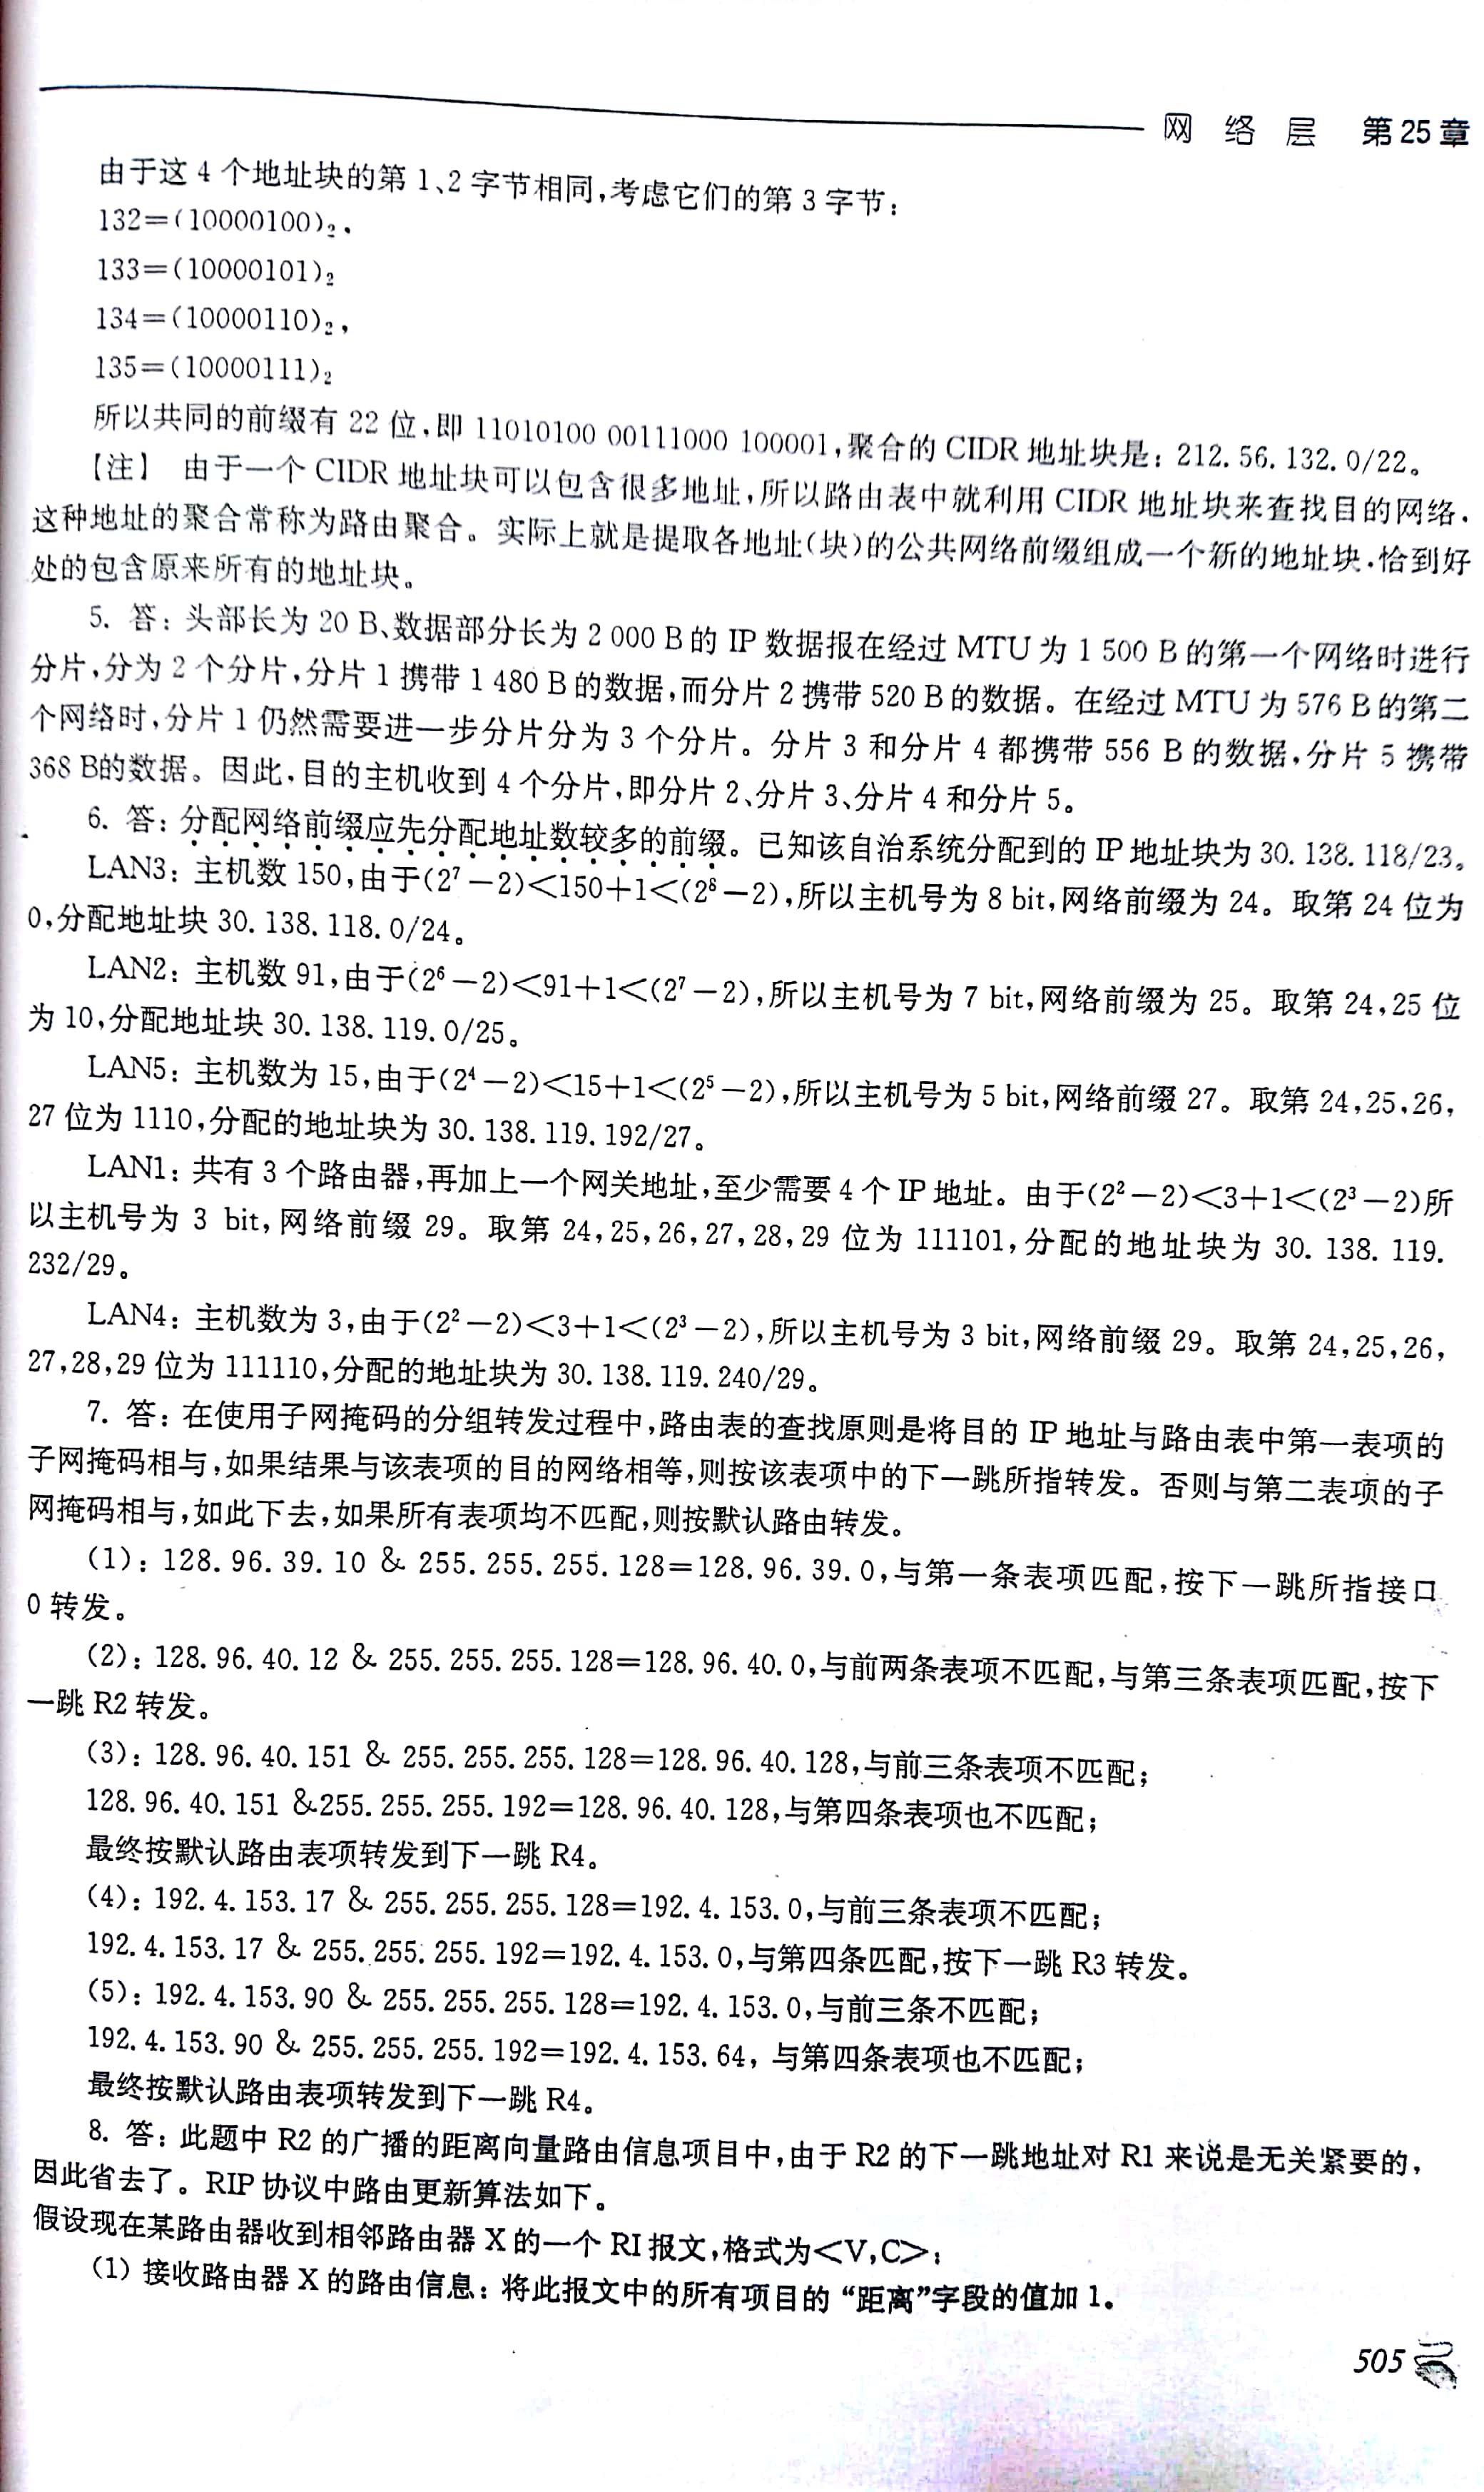 网 络 层 第25章
由于这 4 个地址块的第 1、2 字节相同,考虑它们的第 3 字节:
132=(10000100)₂,
133=(10000101)₂
134=(10000110)₂,
135=(10000111)₂
所以共同的前缀有 22 位,即 11010100 00111000 100001,聚合的 CIDR 地址块是: 212. 56. 132. 0/22。
【注】 由于一个 CIDR 地址块可以包含很多地址,所以路由表中就利用 CIDR 地址块来查找目的网络.
这种地址的聚合常称为路由聚合。实际上就是提取各地址(块)的公共网络前缀组成一个新的地址块.恰到好
处的包含原来所有的地址块。
5. 答: 头部长为 20 B、数据部分长为 2 000 B 的 IP 数据报在经过 MTU 为 1 500 B 的第一个网络时进行
分片,分为 2 个分片,分片 1 携带 1 480 B 的数据,而分片 2 携带 520 B 的数据。在经过 MTU 为 576 B 的第二
个网络时,分片 1 仍然需要进一步分片分为 3 个分片。分片 3 和分片 4 都携带 556 B 的数据,分片 5 携带
368 B的数据。因此,目的主机收到 4 个分片,即分片 2、分片 3、分片 4 和分片 5。
6. 答: 分配网络前缀应先分配地址数较多的前缀。已知该自治系统分配到的 IP 地址块为 30. 138. 118/23。
LAN3: 主机数 150,由于(2⁷−2)<150+1<(2⁸−2),所以主机号为 8 bit,网络前缀为 24。取第 24 位为
0,分配地址块 30. 138. 118. 0/24。
LAN2: 主机数 91,由于(2⁶−2)<91+1<(2⁷−2),所以主机号为 7 bit,网络前缀为 25。取第 24,25 位
为 10,分配地址块 30. 138. 119. 0/25。
LAN5: 主机数为 15,由于(2⁴−2)<15+1<(2⁵−2),所以主机号为 5 bit,网络前缀 27。取第 24,25,26,
27 位为 1110,分配的地址块为 30. 138. 119. 192/27。
LAN1: 共有 3 个路由器,再加上一个网关地址,至少需要 4 个 IP 地址。由于(2²−2)<3+1<(2³−2)所
以主机号为 3 bit,网络前缀 29。取第 24,25,26,27,28,29 位为 111101,分配的地址块为 30. 138. 119.
232/29。
LAN4: 主机数为 3,由于(2²−2)<3+1<(2³−2),所以主机号为 3 bit,网络前缀 29。取第 24,25,26,
27,28,29 位为 111110,分配的地址块为 30. 138. 119. 240/29。
7. 答: 在使用子网掩码的分组转发过程中,路由表的查找原则是将目的 IP 地址与路由表中第一表项的
子网掩码相与,如果结果与该表项的目的网络相等,则按该表项中的下一跳所指转发。否则与第二表项的子
网掩码相与,如此下去,如果所有表项均不匹配,则按默认路由转发。
(1): 128. 96. 39. 10 & 255. 255. 255. 128=128. 96. 39. 0,与第一条表项匹配,按下一跳所指接口
0 转发。
(2): 128. 96. 40. 12 & 255. 255. 255. 128=128. 96. 40. 0,与前两条表项不匹配,与第三条表项匹配,按下
一跳 R2 转发。
(3): 128. 96. 40. 151 & 255. 255. 255. 128=128. 96. 40. 128,与前三条表项不匹配;
128. 96. 40. 151 &255. 255. 255. 192=128. 96. 40. 128,与第四条表项也不匹配;
最终按默认路由表项转发到下一跳 R4。
(4): 192. 4. 153. 17 & 255. 255. 255. 128=192. 4. 153. 0,与前三条表项不匹配;
192. 4. 153. 17 & 255. 255. 255. 192=192. 4. 153. 0,与第四条匹配,按下一跳 R3 转发。
(5): 192. 4. 153. 90 & 255. 255. 255. 128=192. 4. 153. 0,与前三条不匹配;
192. 4. 153. 90 & 255. 255. 255. 192=192. 4. 153. 64, 与第四条表项也不匹配;
最终按默认路由表项转发到下一跳 R4。
8. 答: 此题中 R2 的广播的距离向量路由信息项目中,由于 R2 的下一跳地址对 R1 来说是无关紧要的,
因此省去了。RIP 协议中路由更新算法如下。
假设现在某路由器收到相邻路由器 X 的一个 RI 报文,格式为<V,C>:
(1) 接收路由器 X 的路由信息: 将此报文中的所有项目的“距离”字段的值加 1。
505